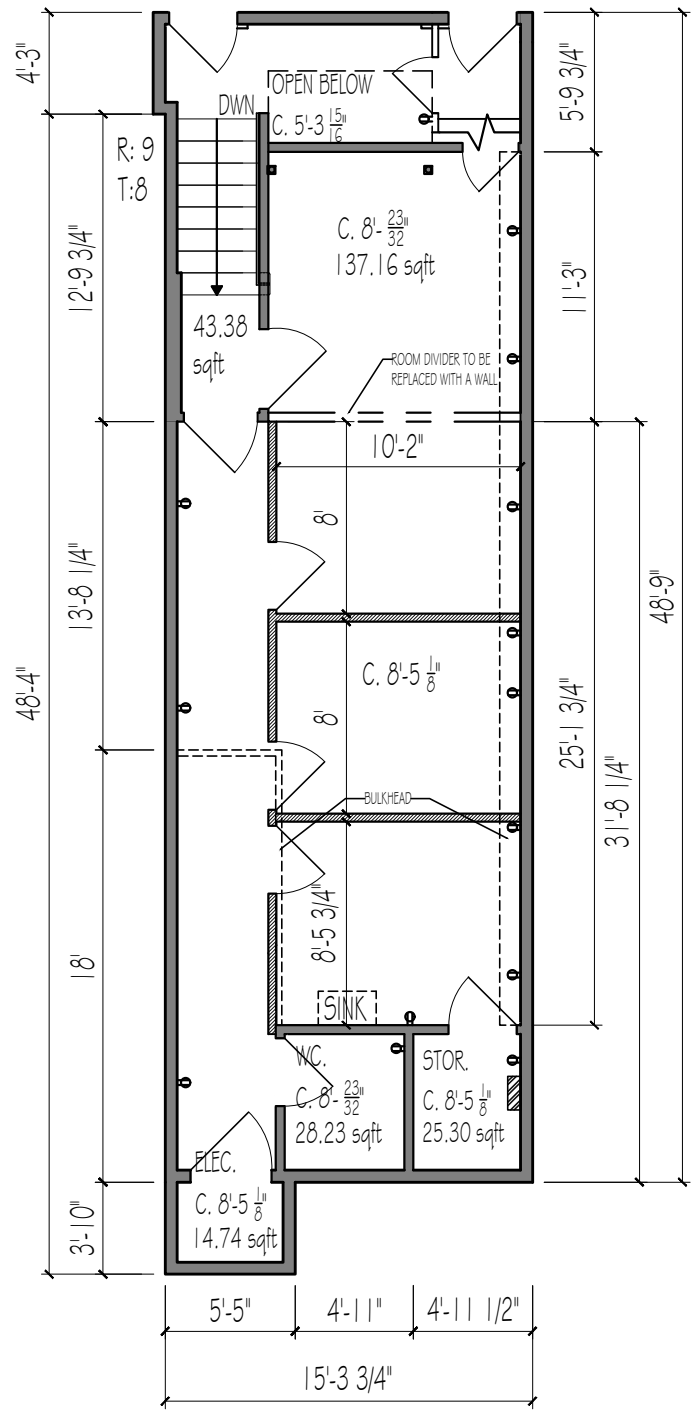 4'-3"
5'-9 3/4"
OPEN BELOW
DWN
C. 5'-3 15/16"
R: 9
T:8
C. 8'- 23/32"
137.16 sqft
12'-9 3/4"
11'-3"
43.38
sqft
ROOM DIVIDER TO BE
REPLACED WITH A WALL
10'-2"
8'
13'-8 1/4"
48'-9"
48'-4"
C. 8'-5 1/8"
8'
25'-1 3/4"
31'-8 1/4"
BULKHEAD
8'-5 3/4"
18'
SINK
WC.
C. 8'- 23/32"
28.23 sqft
STOR.
C. 8'-5 1/8"
25.30 sqft
ELEC.
C. 8'-5 1/8"
14.74 sqft
3'-10"
5'-5"
4'-11"
4'-11 1/2"
15'-3 3/4"